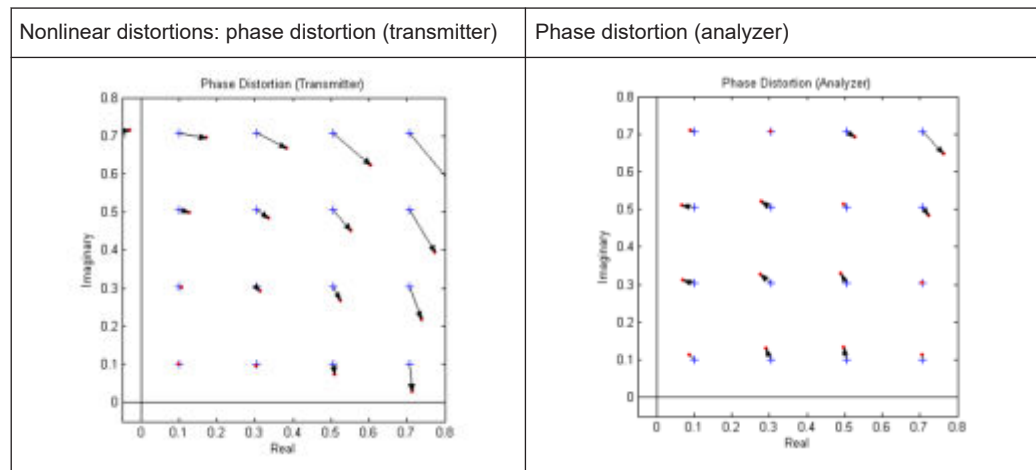 Nonlinear distortions: phase distortion (transmitter)
Phase distortion (analyzer)
Phase Distortion (Transmitter)
0.8
0.7
0.6
0.5
0.4
0.3
0.2
0.1
0
Imaginary
0 0.1 0.2 0.3 0.4 0.5 0.6 0.7 0.8
Real
Phase Distortion (Analyzer)
0.8
0.7
0.6
0.5
0.4
0.3
0.2
0.1
0
Imaginary
0 0.1 0.2 0.3 0.4 0.5 0.6 0.7 0.8
Real